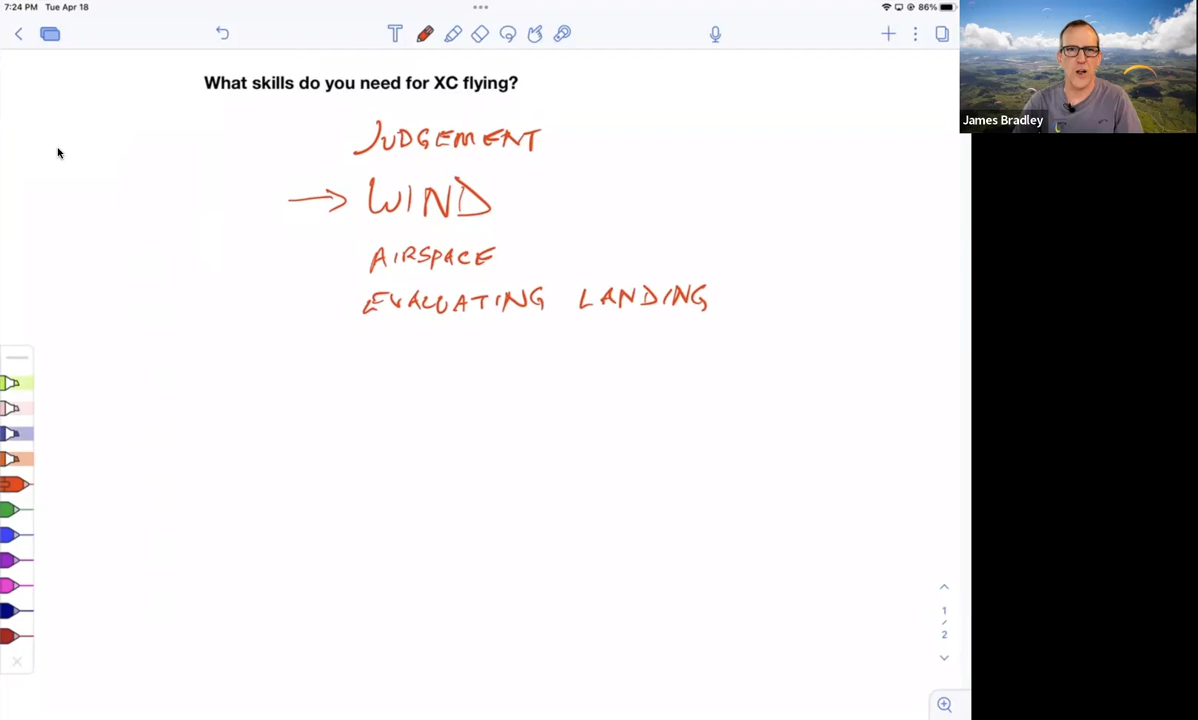 7:24 PM Tue Apr 18
86%
What skills do you need for XC flying?
JUDGEMENT
→ WIND
AIRSPACE
EVALUATING LANDING
James Bradley
1
/
2